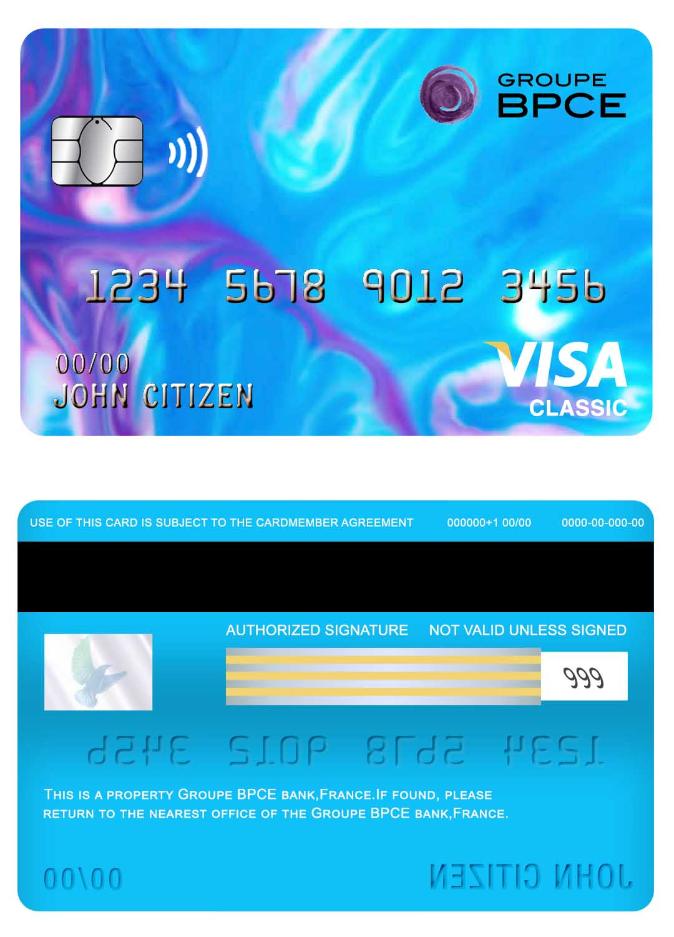 GROUPE
BPCE
1234 5678 9012 3456
00/00
JOHN CITIZEN
VISA
CLASSIC
USE OF THIS CARD IS SUBJECT TO THE CARDMEMBER AGREEMENT 000000+1 00/00 0000-00-000-00
AUTHORIZED SIGNATURE NOT VALID UNLESS SIGNED
999
1234 5678 9012 3456
THIS IS A PROPERTY GROUPE BPCE BANK,FRANCE.IF FOUND, PLEASE
RETURN TO THE NEAREST OFFICE OF THE GROUPE BPCE BANK,FRANCE.
00/00 JOHN CITIZEN